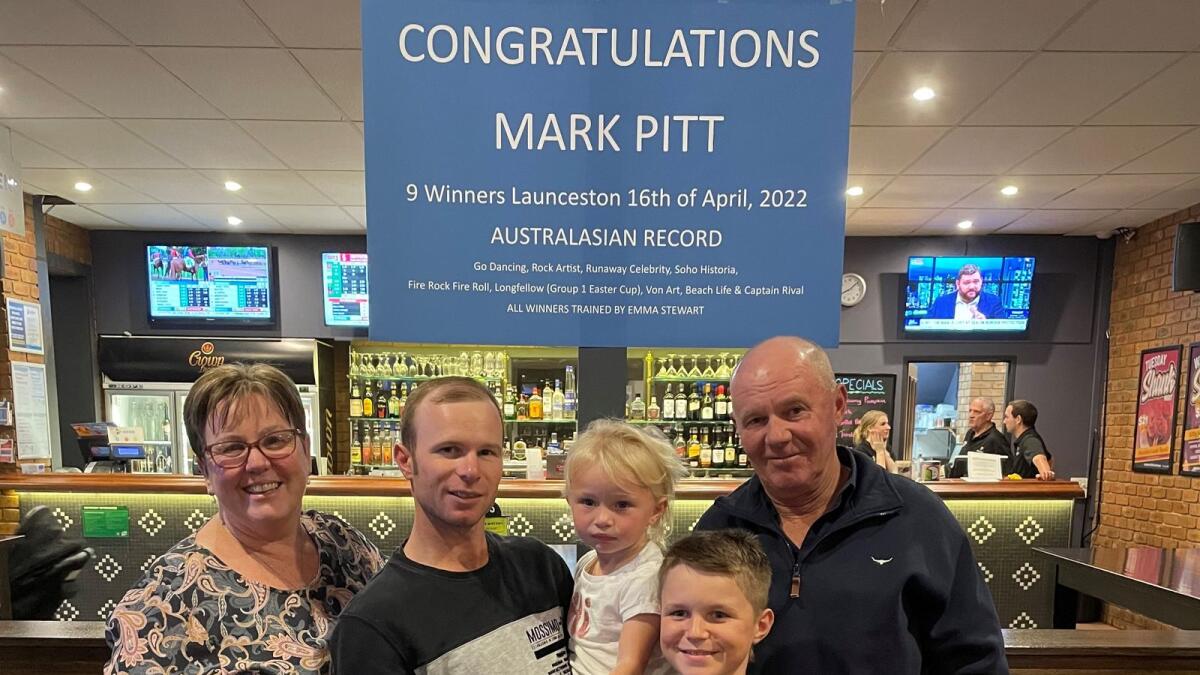 CONGRATULATIONS
MARK PITT
9 Winners Launceston 16th of April, 2022
AUSTRALASIAN RECORD
Go Dancing, Rock Artist, Runaway Celebrity, Soho Historia,
Fire Rock Fire Roll, Longfellow (Group 1 Easter Cup), Von Art, Beach Life & Captain Rival
ALL WINNERS TRAINED BY EMMA STEWART
Crown
SPECIALS
TUESDAY
MOSSIMO